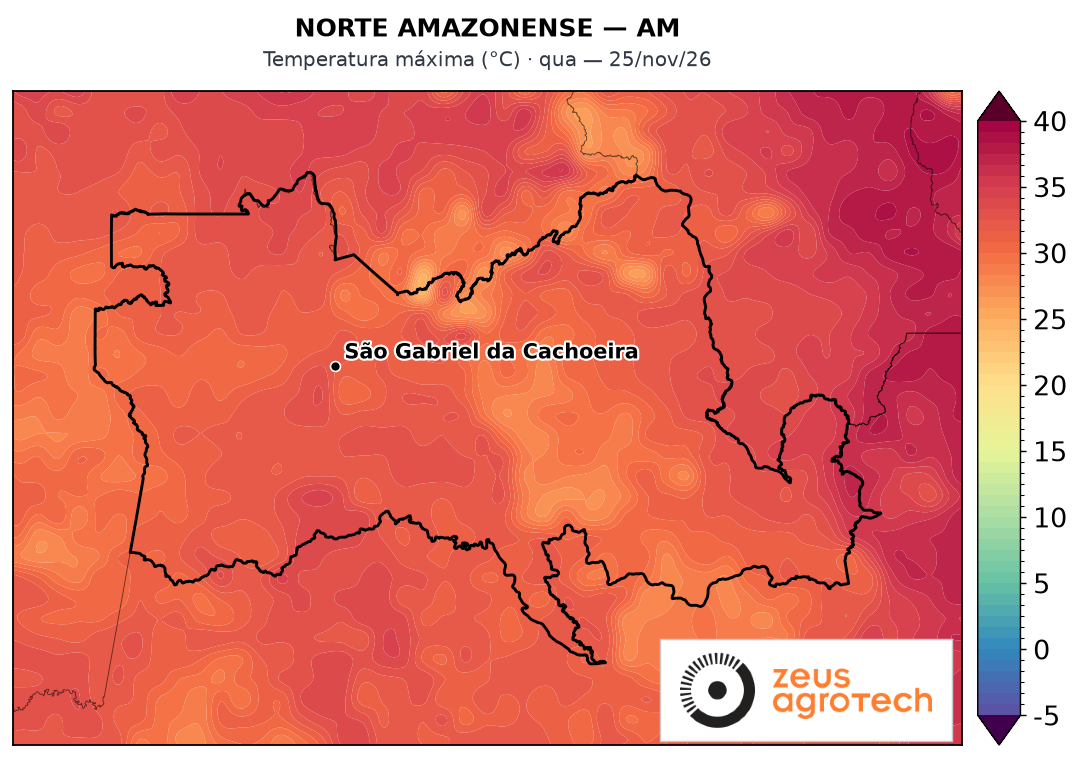 NORTE AMAZONENSE — AM
Temperatura máxima (°C) · qua — 25/nov/26
40
35
30
25
20
15
10
5
0
-5
São Gabriel da Cachoeira
zeus
agrotech